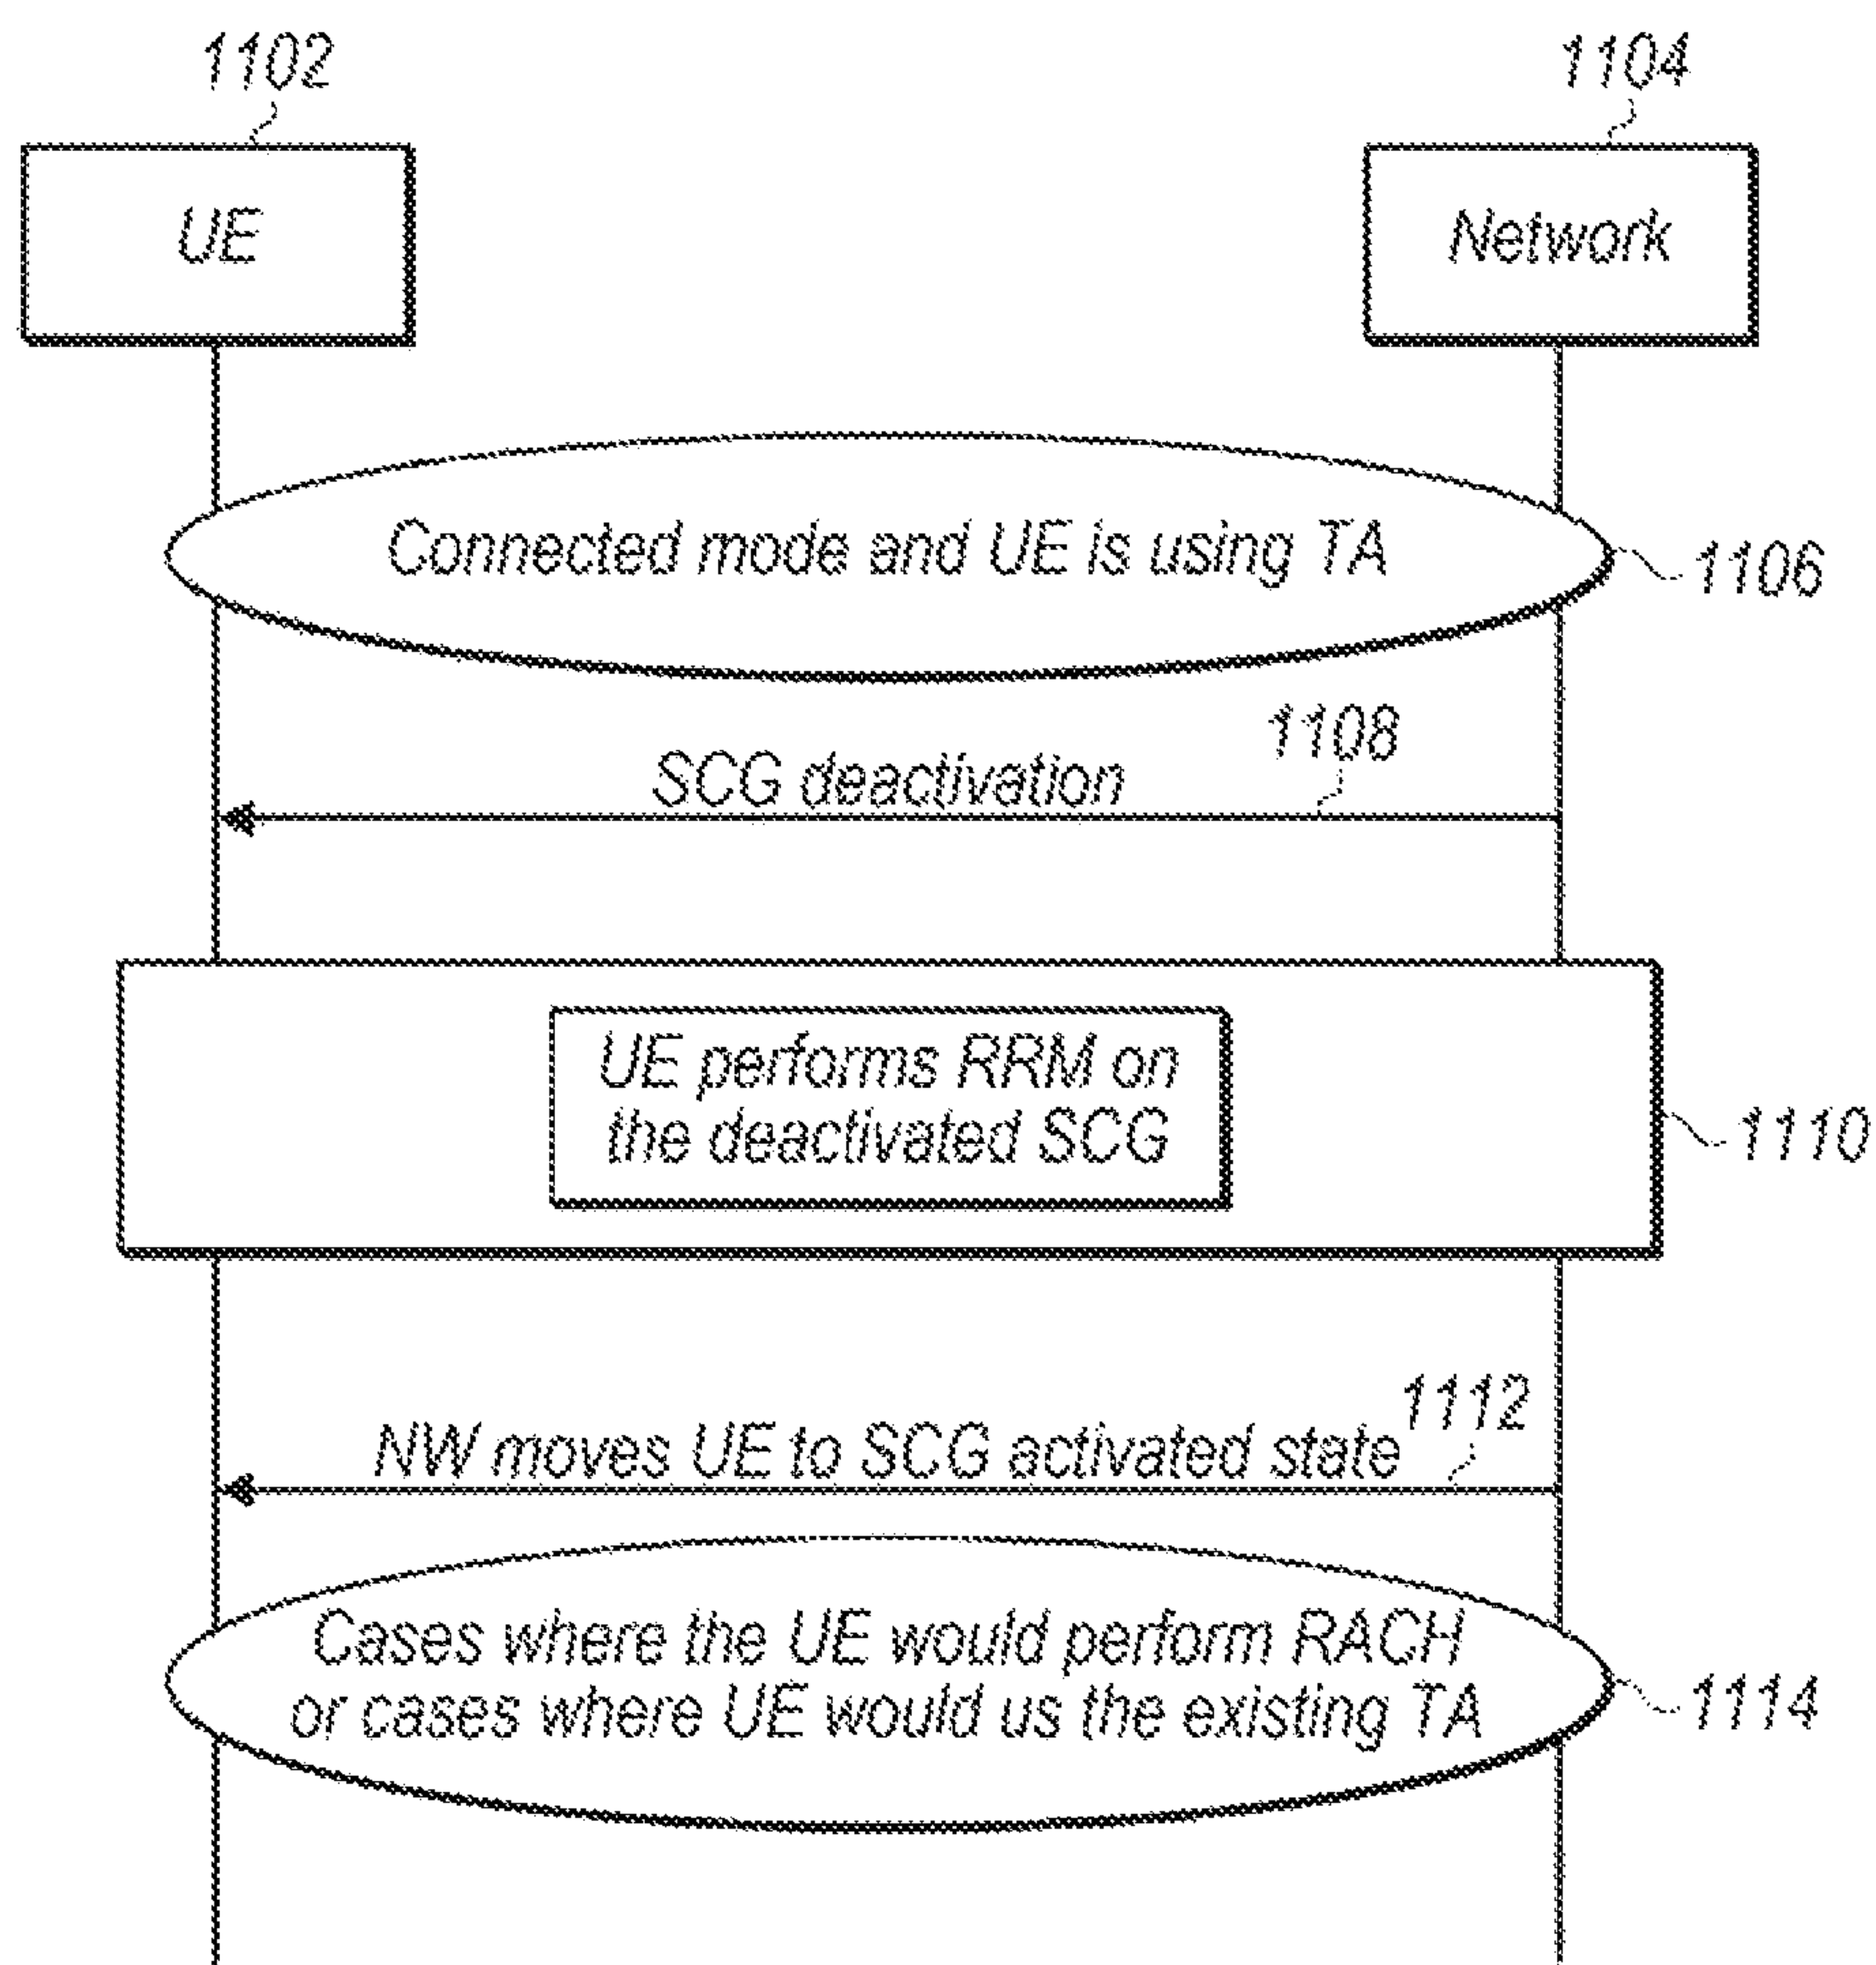 1102
1104
UE
Network
Connected mode and UE is using TA
1106
1108
SCG deactivation
UE performs RRM on
the deactivated SCG
1110
1112
NW moves UE to SCG activated state
Cases where the UE would perform RACH
or cases where UE would us the existing TA
1114